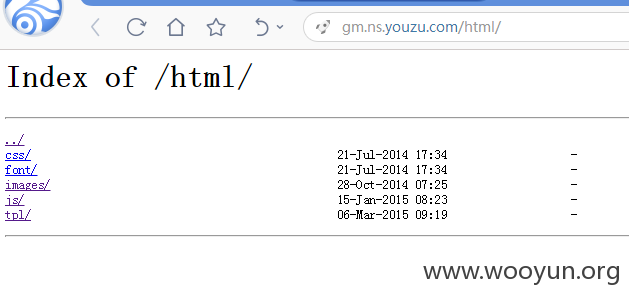 gm.ns.youzu.com/html/
Index of /html/
../
css/ 21-Jul-2014 17:34 -
font/ 21-Jul-2014 17:34 -
images/ 28-Oct-2014 07:25 -
js/ 15-Jan-2015 08:23 -
tpl/ 06-Mar-2015 09:19 -
www.wooyun.org